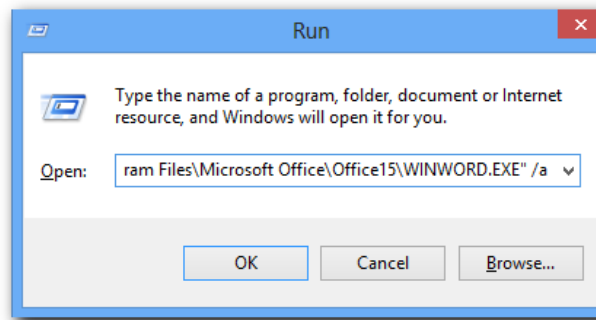 Run
Type the name of a program, folder, document or Internet
resource, and Windows will open it for you.
Open: ram Files\Microsoft Office\Office15\WINWORD.EXE" /a
OK Cancel Browse...